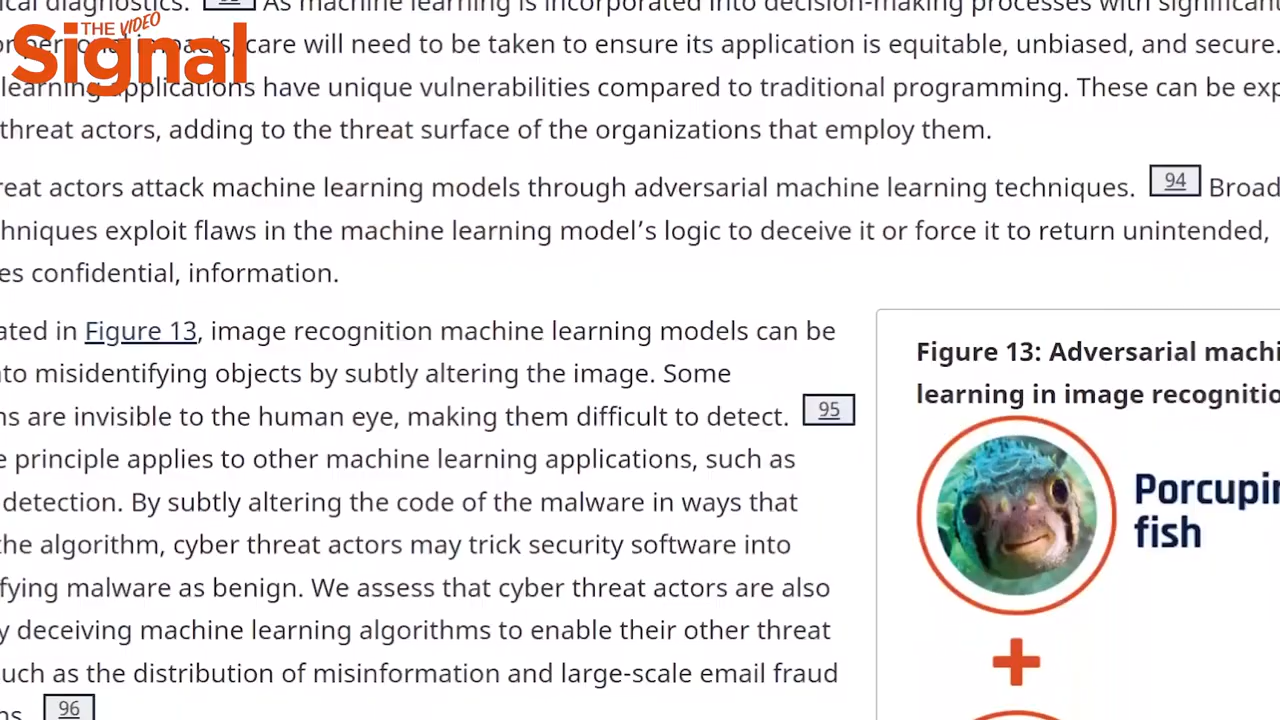 ical diagnostics. 93 As machine learning is incorporated into decision-making processes with significant
care will need to be taken to ensure its application is equitable, unbiased, and secure.
THE VIDEO
Signal
learning applications have unique vulnerabilities compared to traditional programming. These can be exp
threat actors, adding to the threat surface of the organizations that employ them.
reat actors attack machine learning models through adversarial machine learning techniques. 94 Broad
hniques exploit flaws in the machine learning model's logic to deceive it or force it to return unintended,
es confidential, information.
ated in Figure 13, image recognition machine learning models can be
nto misidentifying objects by subtly altering the image. Some
ns are invisible to the human eye, making them difficult to detect. 95
e principle applies to other machine learning applications, such as
detection. By subtly altering the code of the malware in ways that
the algorithm, cyber threat actors may trick security software into
fying malware as benign. We assess that cyber threat actors are also
y deceiving machine learning algorithms to enable their other threat
such as the distribution of misinformation and large-scale email fraud
ns. 96
Figure 13: Adversarial machi
learning in image recognitio
Porcupin
fish